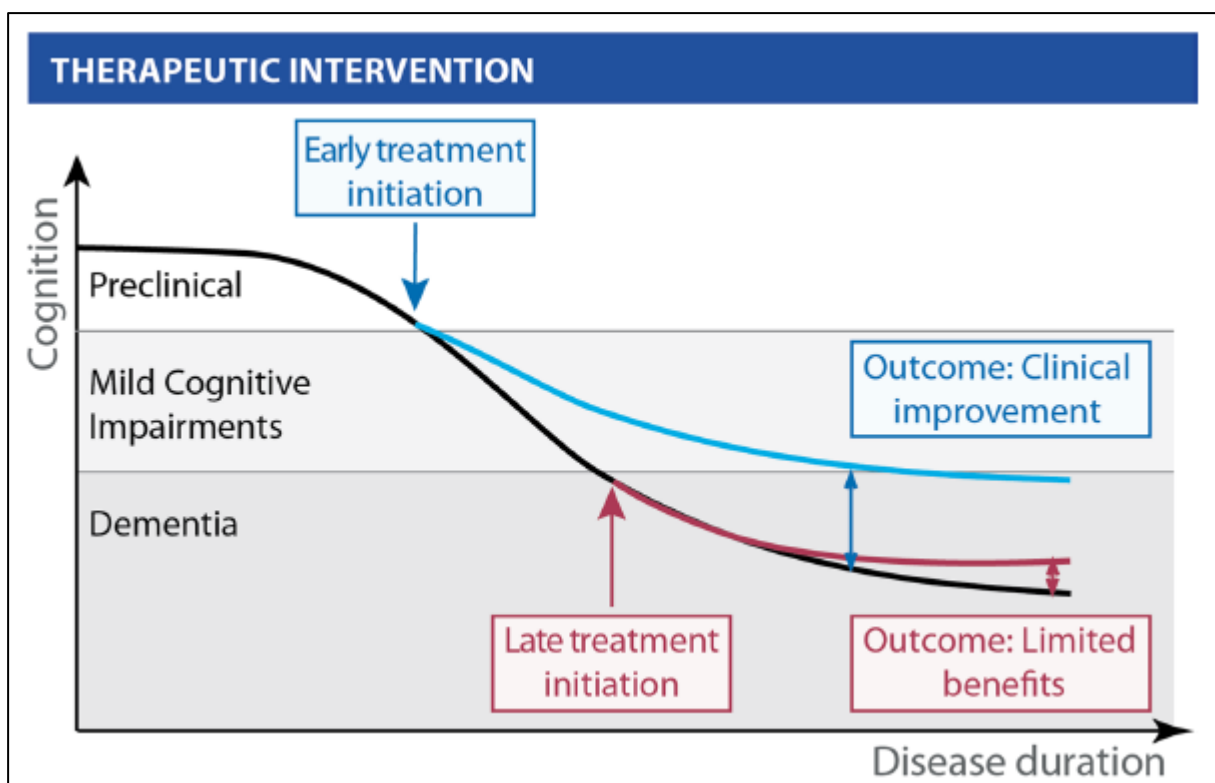 THERAPEUTIC INTERVENTION
Early treatment
initiation
Cognition
Preclinical
Mild Cognitive
Impairments
Outcome: Clinical
improvement
Dementia
Late treatment
initiation
Outcome: Limited
benefits
Disease duration